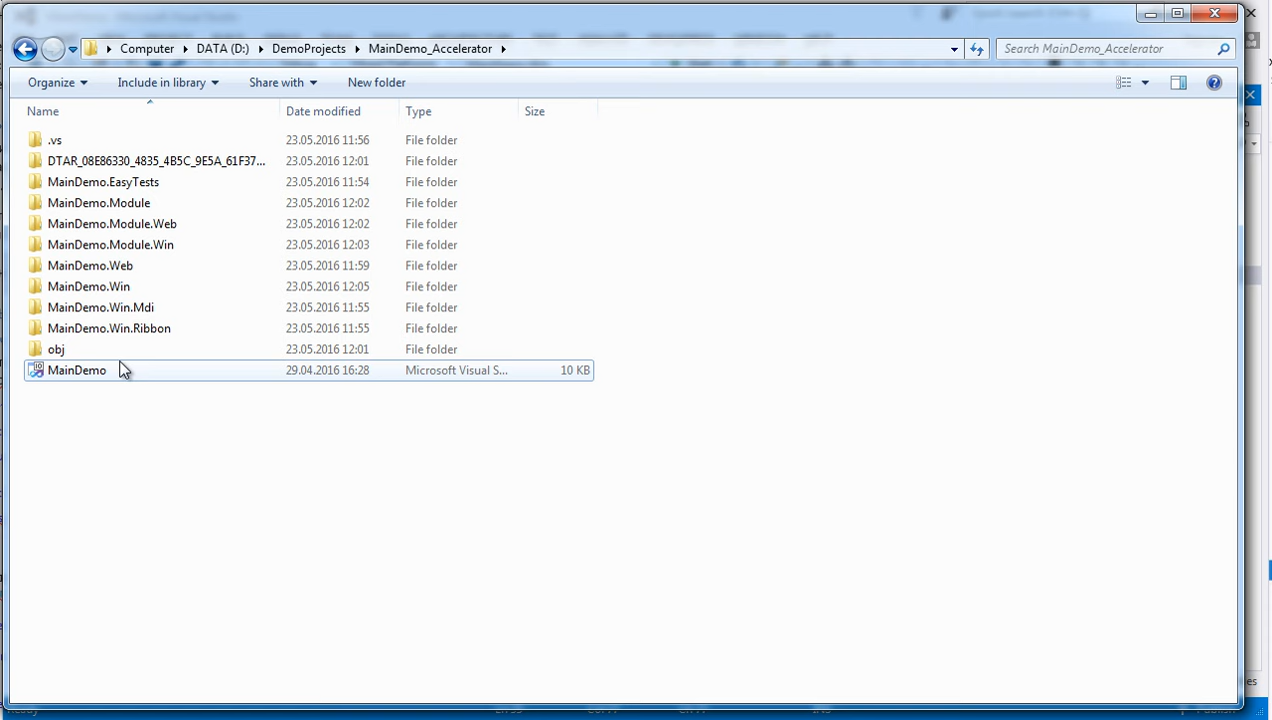 Computer DATA (D:) DemoProjects MainDemo_Accelerator Search MainDemo_Accelerator
Organize Include in library Share with New folder
Name Date modified Type Size
.vs 23.05.2016 11:56 File folder
DTAR_08E86330_4835_4B5C_9E5A_61F37... 23.05.2016 12:01 File folder
MainDemo.EasyTests 23.05.2016 11:54 File folder
MainDemo.Module 23.05.2016 12:02 File folder
MainDemo.Module.Web 23.05.2016 12:02 File folder
MainDemo.Module.Win 23.05.2016 12:03 File folder
MainDemo.Web 23.05.2016 11:59 File folder
MainDemo.Win 23.05.2016 12:05 File folder
MainDemo.Win.Mdi 23.05.2016 11:55 File folder
MainDemo.Win.Ribbon 23.05.2016 11:55 File folder
obj 23.05.2016 12:01 File folder
MainDemo 29.04.2016 16:28 Microsoft Visual S... 10 KB
es